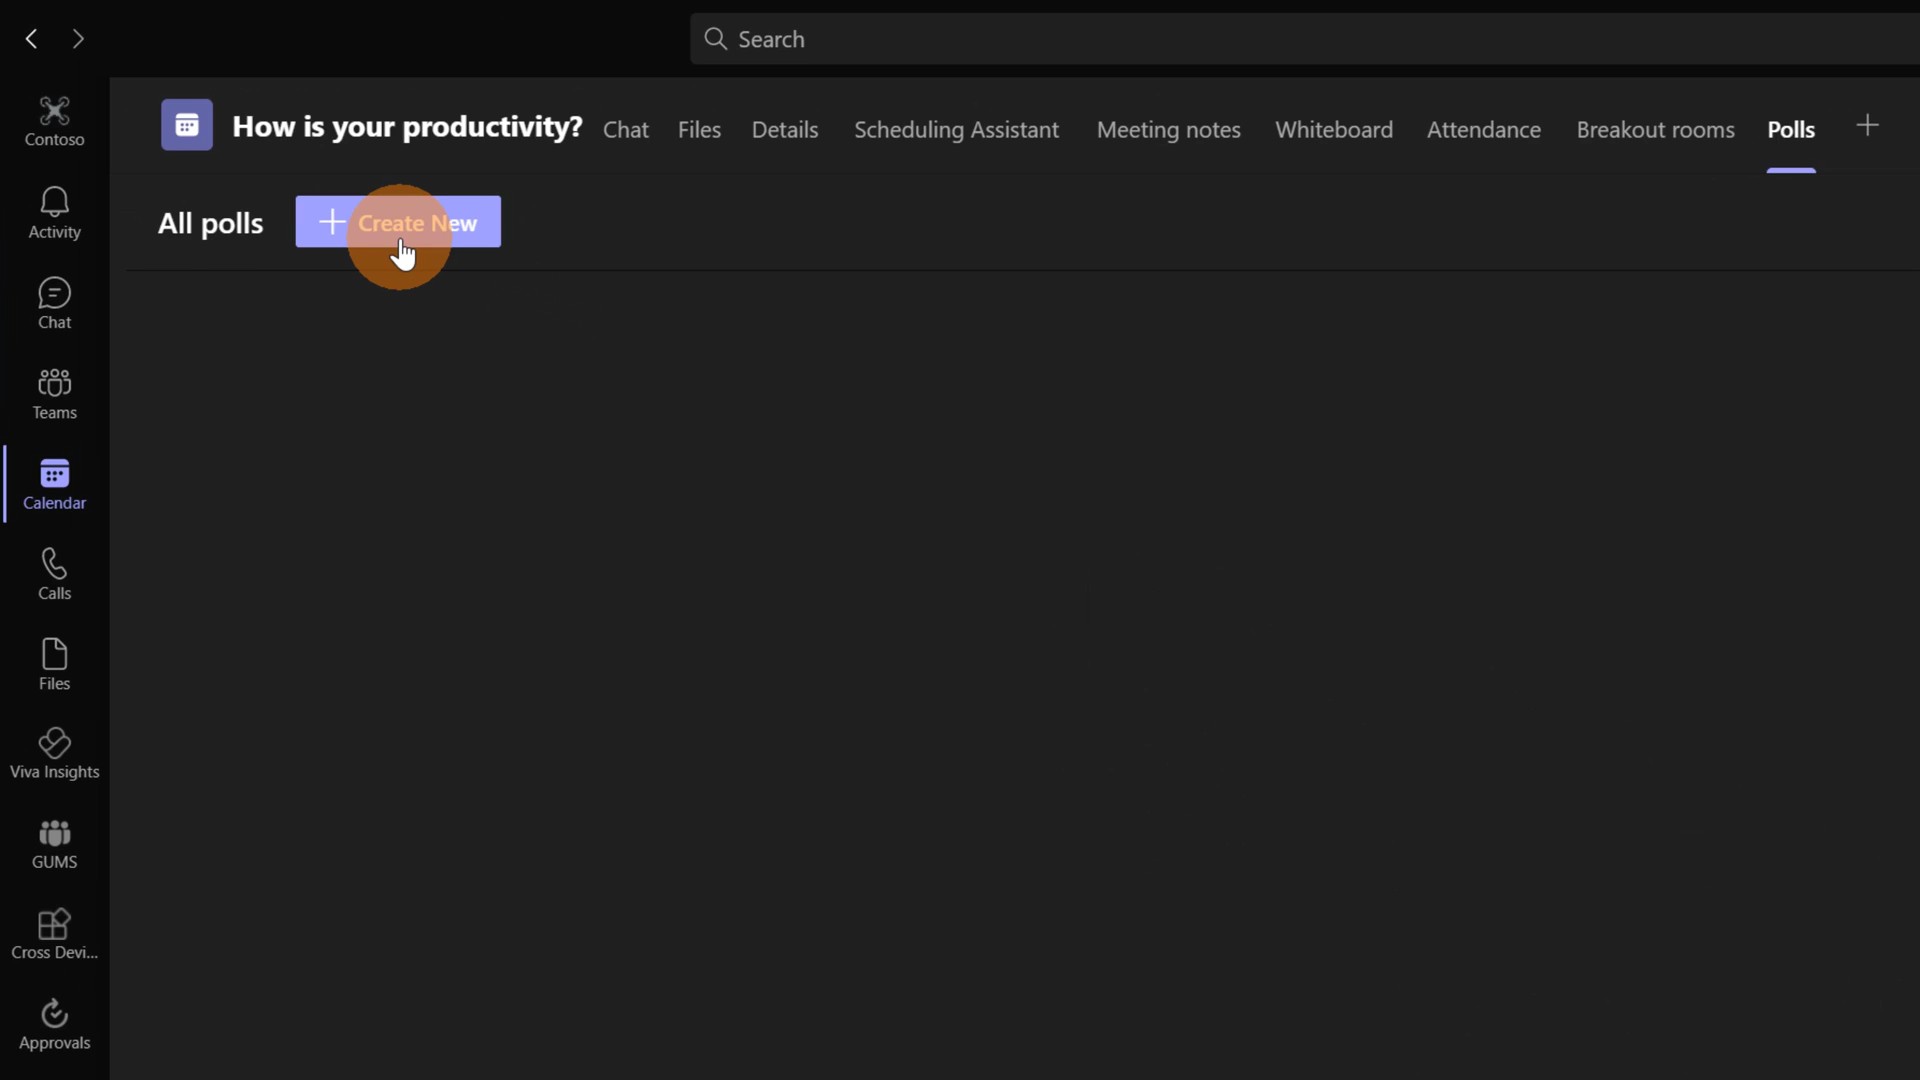 Search
Contoso
Activity
Chat
Teams
Calendar
Calls
Files
Viva Insights
GUMS
Cross Devi...
Approvals
How is your productivity? Chat Files Details Scheduling Assistant Meeting notes Whiteboard Attendance Breakout rooms Polls
All polls Create New